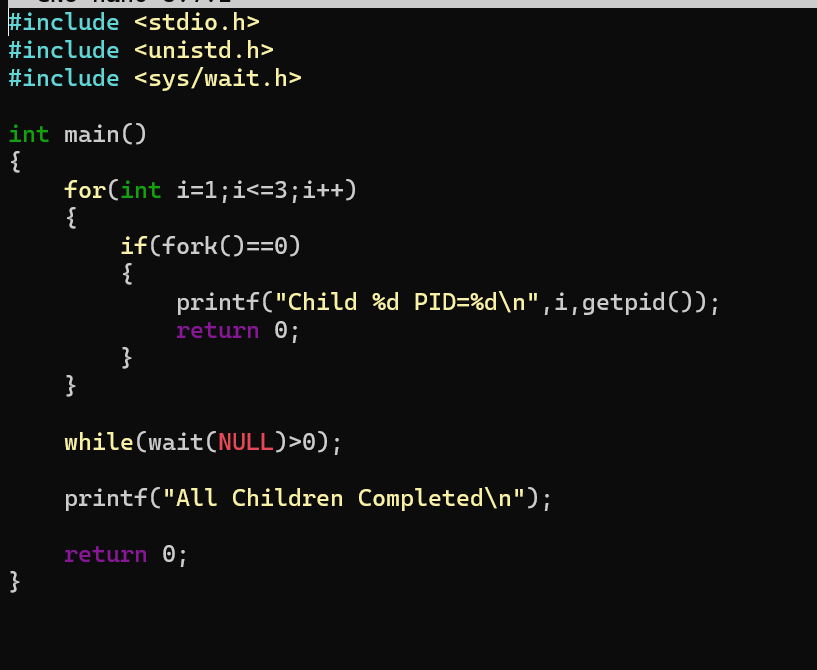 #include <stdio.h>
#include <unistd.h>
#include <sys/wait.h>
int main()
{
    for(int i=1;i<=3;i++)
    {
        if(fork()==0)
        {
            printf("Child %d PID=%d\n",i,getpid());
            return 0;
        }
    }
    while(wait(NULL)>0);
    printf("All Children Completed\n");
    return 0;
}